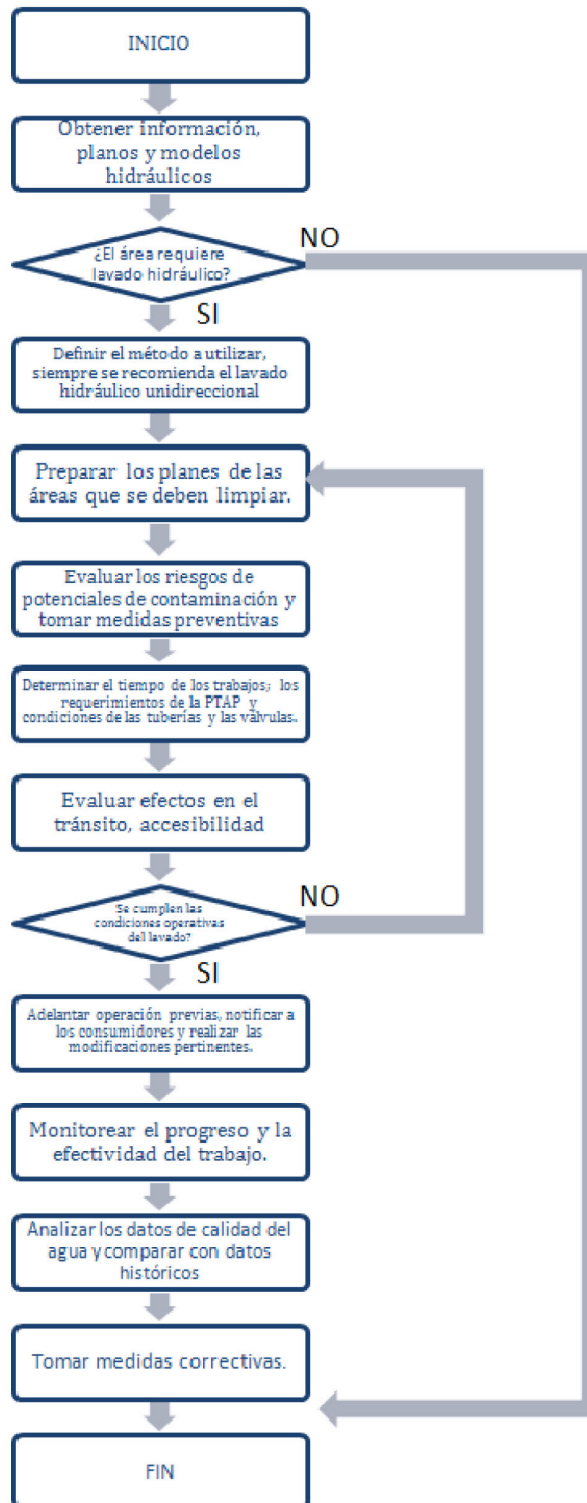 INICIO
Obtener información,
planos y modelos
hidráulicos
¿El área requiere
lavado hidráulico?
NO
SI
Definir el método a utilizar,
siempre se recomienda el lavado
hidráulico unidireccional
Preparar los planes de las
áreas que se deben limpiar.
Evaluar los riesgos de
potenciales de contaminación y
tomar medidas preventivas
Determinar el tiempo de los trabajos; los
requerimientos de la PTAP y
condiciones de las tuberías y las válvulas.
Evaluar efectos en el
tránsito, accesibilidad
Se cumplen las
condiciones operativas
del lavado?
NO
SI
Adelantar operación previas, notificar a
los consumidores y realizar las
modificaciones pertinentes.
Monitorear el progreso y la
efectividad del trabajo.
Analizar los datos de calidad del
agua y comparar con datos
históricos
Tomar medidas correctivas.
FIN